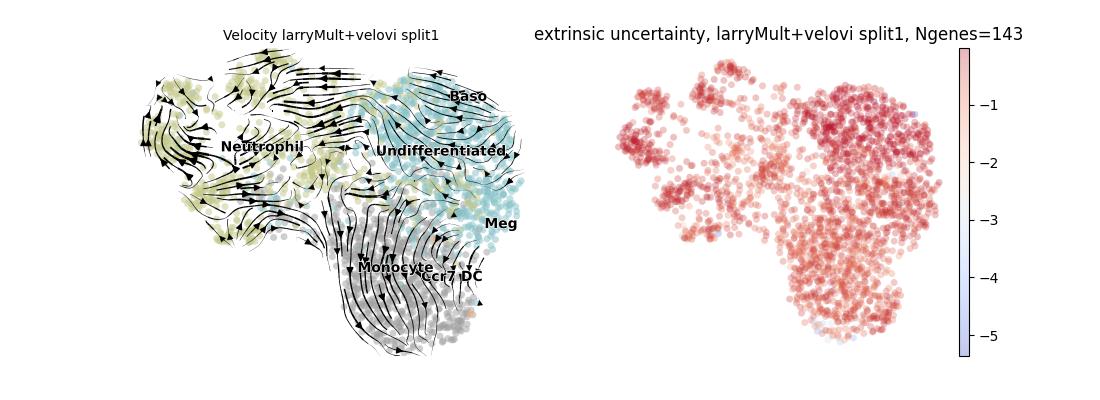 Velocity larryMult+velovi split1
extrinsic uncertainty, larryMult+velovi split1, Ngenes=143
Baso
Neutrophil
Undifferentiated
Meg
Monocyte
Ccr7 DC
−1
−2
−3
−4
−5